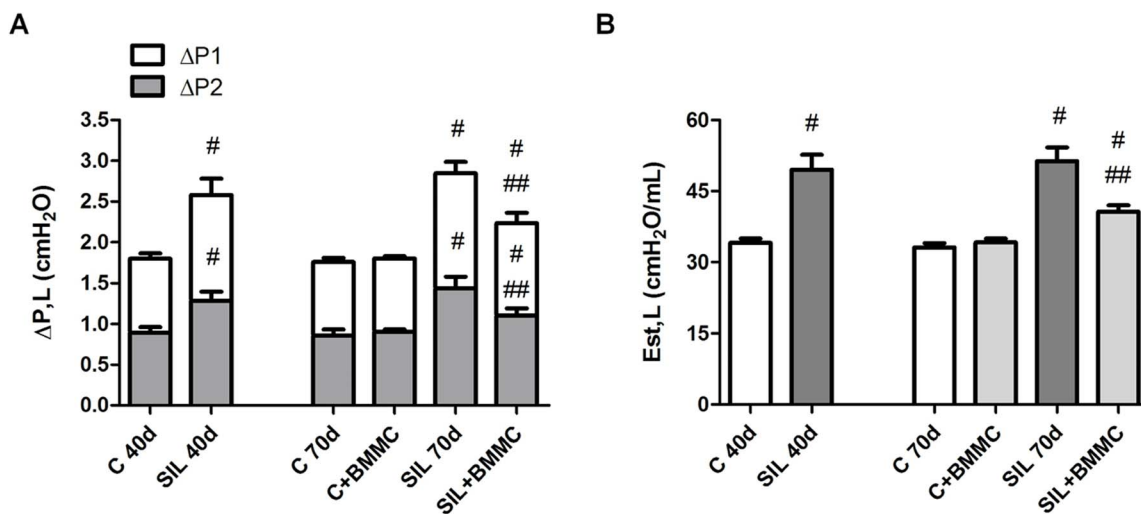 A
ΔP1
ΔP2
ΔP,L (cmH₂O)
3.5
3.0
2.5
2.0
1.5
1.0
0.5
0.0
#
#
#
#
#
##
#
##
C 40d
SIL 40d
C 70d
C+BMMC
SIL 70d
SIL+BMMC
B
Est,L (cmH₂O/mL)
60
45
30
15
0
#
#
#
##
C 40d
SIL 40d
C 70d
C+BMMC
SIL 70d
SIL+BMMC